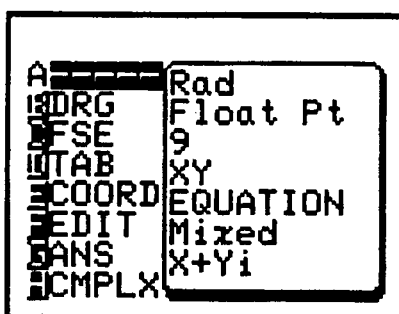 A
DRG
FSE
TAB
COORD
EDIT
ANS
CMPLX
Rad
Float Pt
9
XY
EQUATION
Mixed
X+Yi